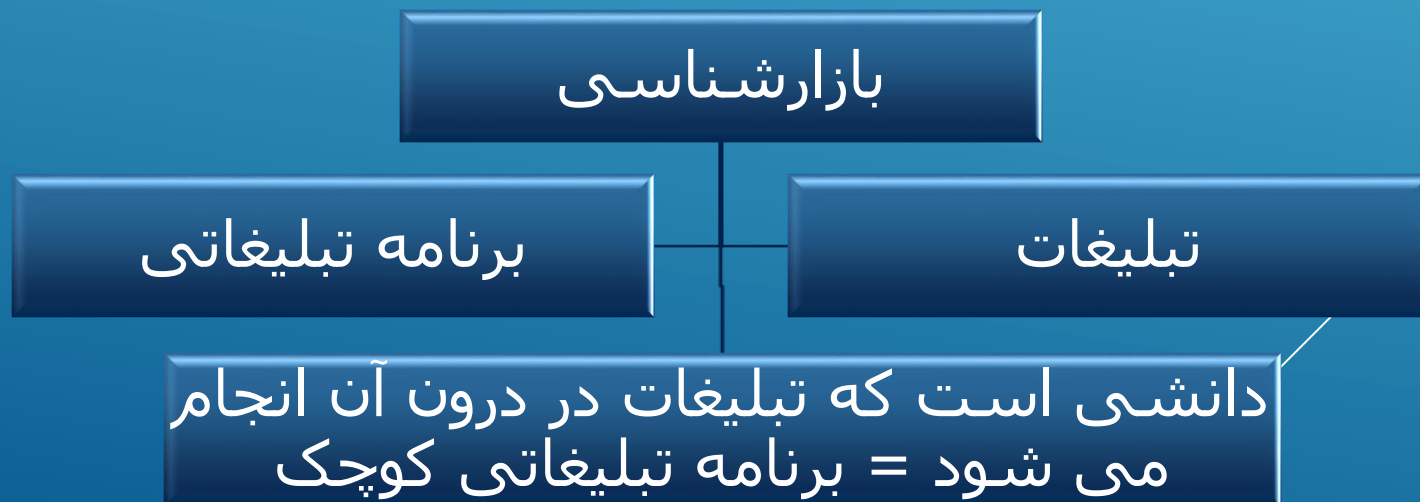 بازارشناسی
تبلیغات
برنامه تبلیغاتی
دانشی است که تبلیغات در درون آن انجام
می شود = برنامه تبلیغاتی کوچک